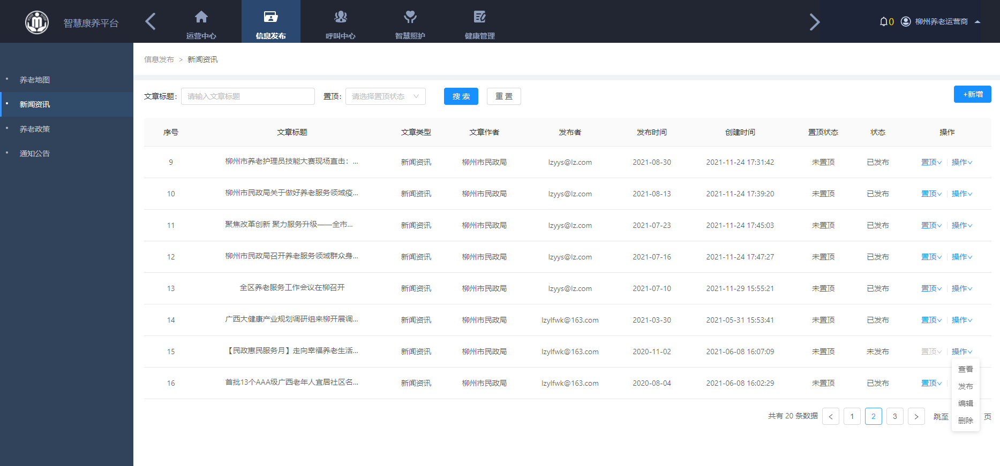 智慧康养平台
运营中心
信息发布
呼叫中心
智慧照护
健康管理
0
柳州养老运营商
养老地图
新闻资讯
养老政策
通知公告
信息发布 > 新闻资讯
文章标题: 请输入文章标题 置顶: 请选择置顶状态 搜 索 重 置 +新增
序号 文章标题 文章类型 文章作者 发布者 发布时间 创建时间 置顶状态 状态 操作
9 柳州市养老护理员技能大赛现场直击：... 新闻资讯 柳州市民政局 lzyys@lz.com 2021-08-30 2021-11-24 17:31:42 未置顶 已发布 置顶 操作
10 柳州市民政局关于做好养老服务领域疫... 新闻资讯 柳州市民政局 lzyys@lz.com 2021-08-13 2021-11-24 17:39:20 未置顶 已发布 置顶 操作
11 聚焦改革创新 聚力服务升级——全市... 新闻资讯 柳州市民政局 lzyys@lz.com 2021-07-23 2021-11-24 17:45:03 未置顶 已发布 置顶 操作
12 柳州市民政局召开养老服务领域群众身... 新闻资讯 柳州市民政局 lzyys@lz.com 2021-07-16 2021-11-24 17:47:27 未置顶 已发布 置顶 操作
13 全区养老服务工作会议在柳召开 新闻资讯 柳州市民政局 lzyys@lz.com 2021-07-10 2021-11-29 15:55:21 未置顶 已发布 置顶 操作
14 广西大健康产业规划调研组来柳开展调... 新闻资讯 柳州市民政局 lzylfwk@163.com 2021-03-30 2021-05-31 15:53:41 未置顶 已发布 置顶 操作
15 【民政惠民服务月】走向幸福养老生活... 新闻资讯 柳州市民政局 lzylfwk@163.com 2020-11-02 2021-06-08 16:07:09 未置顶 未发布 置顶 操作
16 首批13个AAA级广西老年人宜居社区名... 新闻资讯 柳州市民政局 lzylfwk@163.com 2020-08-04 2021-06-08 16:02:29 未置顶 已发布 置顶
查看
发布
编辑
删除
共有 20 条数据 < 1 2 3 > 跳至 页